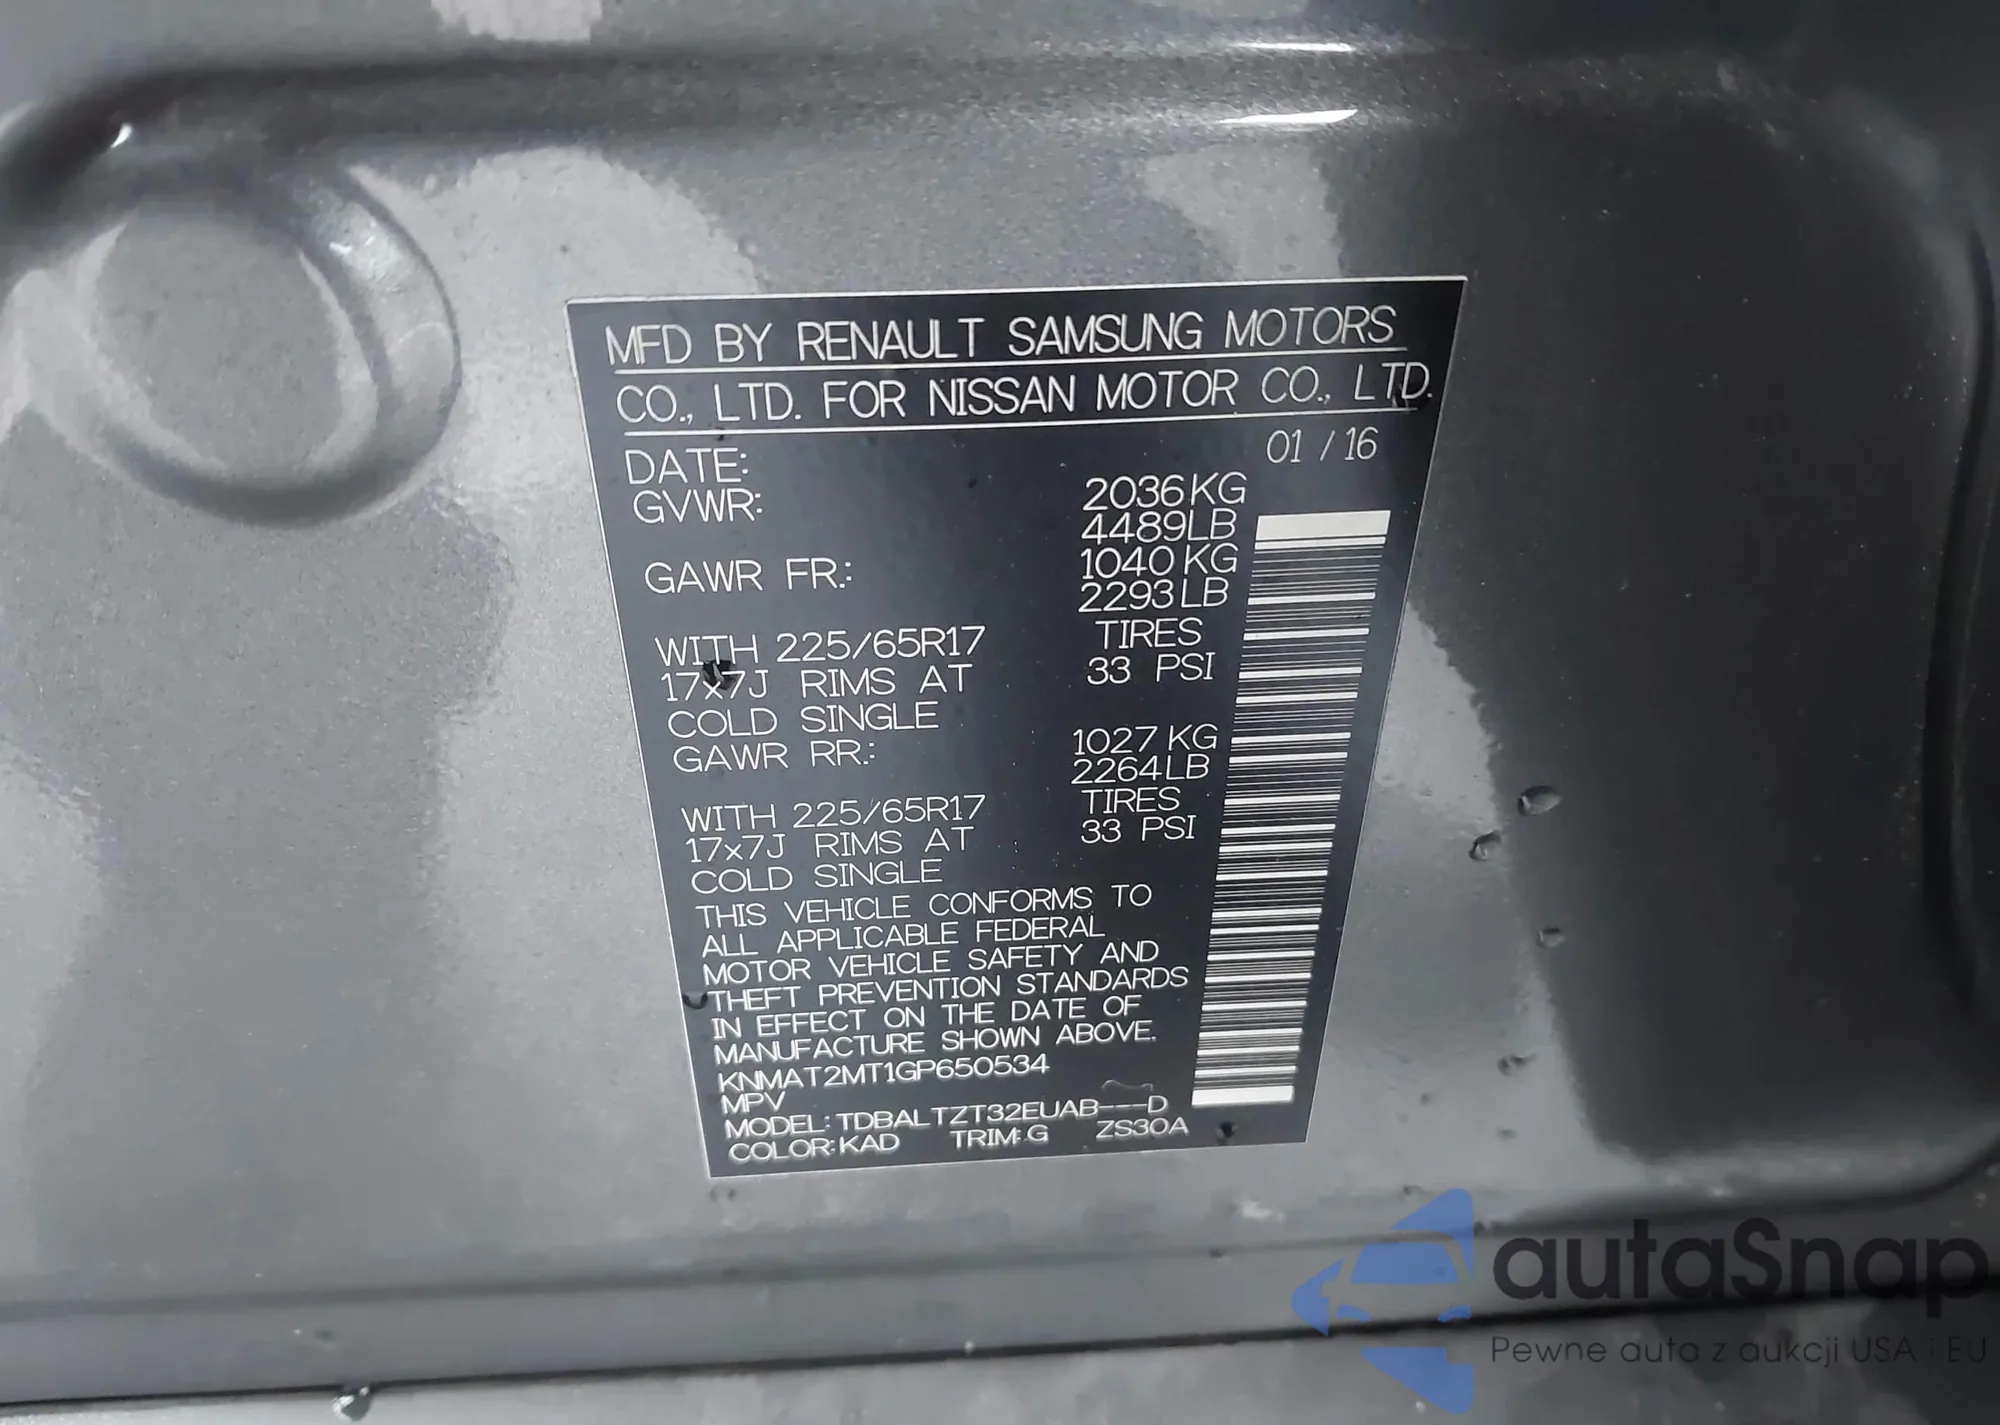 MFD BY RENAULT SAMSUNG MOTORS
CO., LTD. FOR NISSAN MOTOR CO., LTD.
DATE: 01 / 16
GVWR: 2036KG
4489LB
GAWR FR.: 1040KG
2293LB
WITH 225/65R17 TIRES
17x7J RIMS AT 33 PSI
COLD SINGLE
GAWR RR.: 1027 KG
2264LB
WITH 225/65R17 TIRES
17x7J RIMS AT 33 PSI
COLD SINGLE
THIS VEHICLE CONFORMS TO
ALL APPLICABLE FEDERAL
MOTOR VEHICLE SAFETY AND
THEFT PREVENTION STANDARDS
IN EFFECT ON THE DATE OF
MANUFACTURE SHOWN ABOVE.
KNMAT2MT1GP650534
MPV
MODEL: TDBALTZT32EUAB---D
COLOR:KAD TRIM:G ZS30A
autaSnap
Pewne auta z aukcji USA i EU